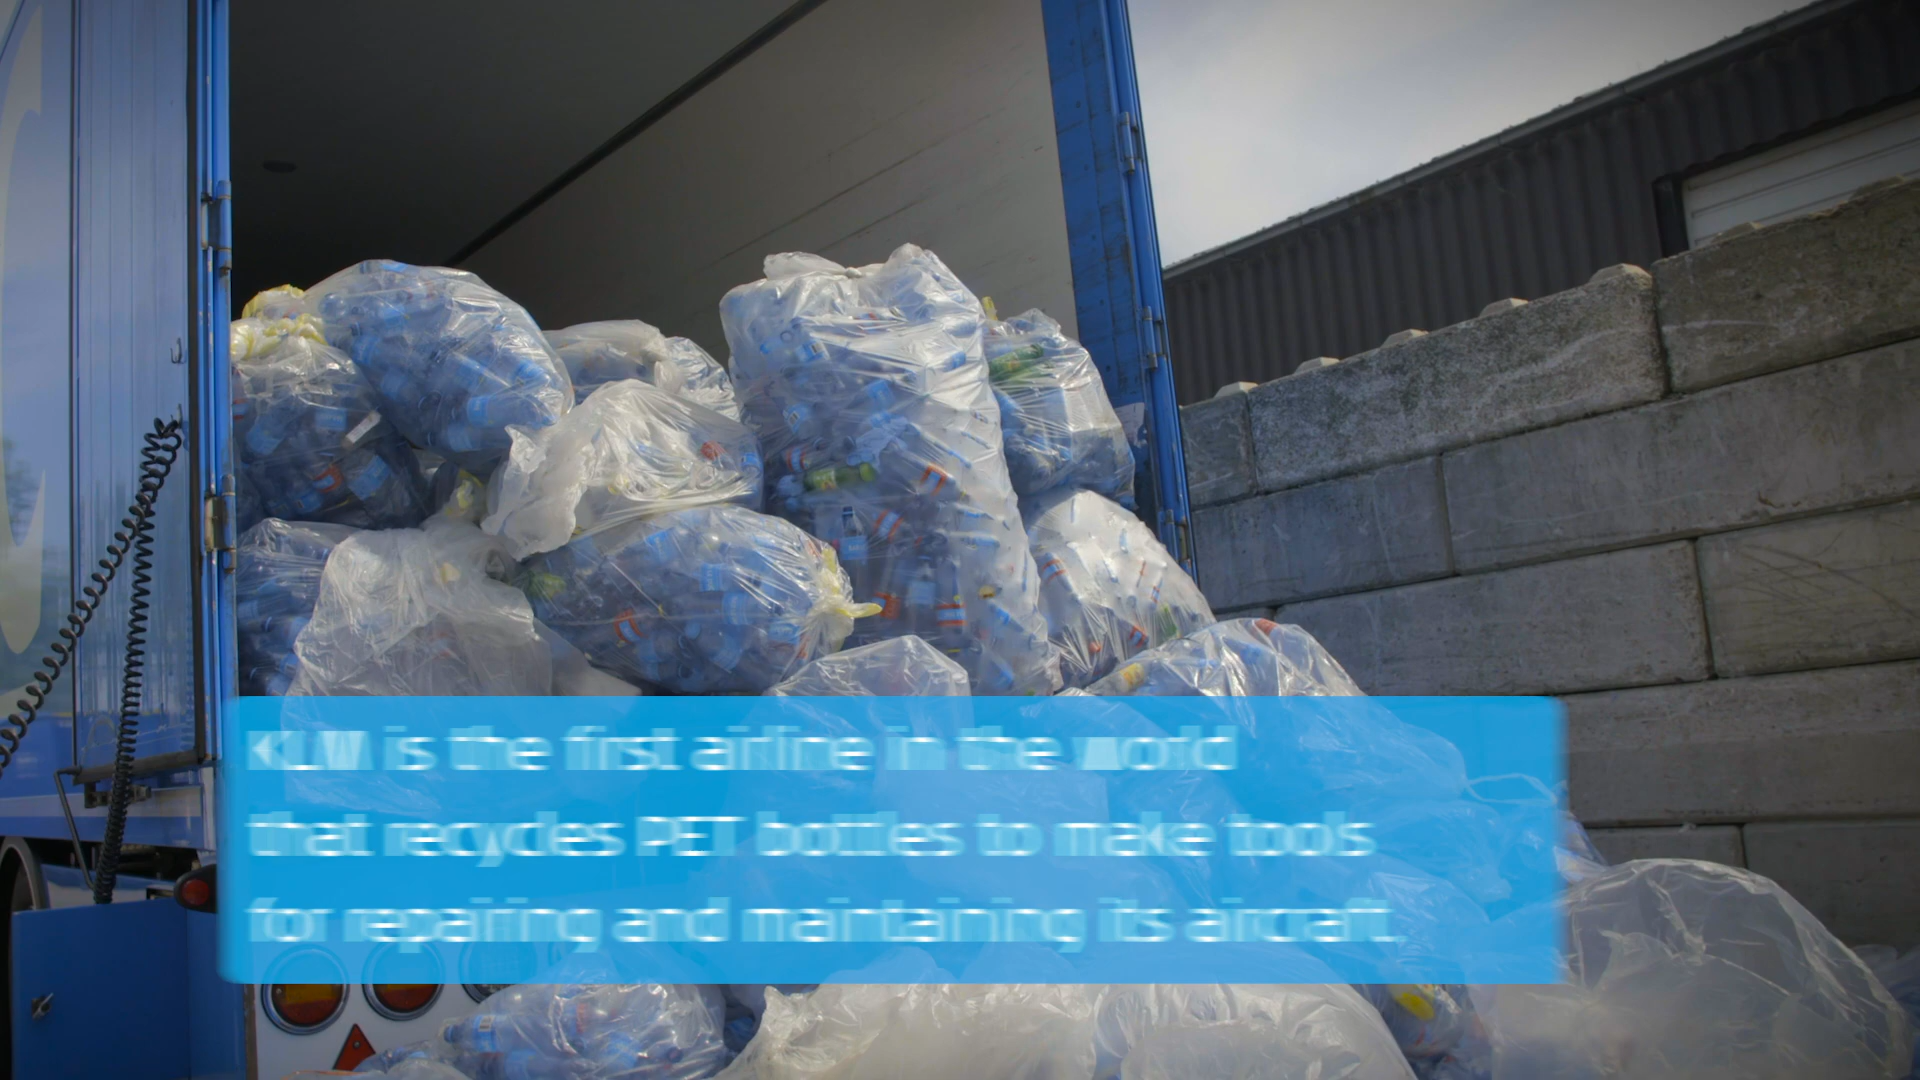 KLM is the first airline in the world
that recycles PET bottles to make tools
for repairing and maintaining its aircraft.